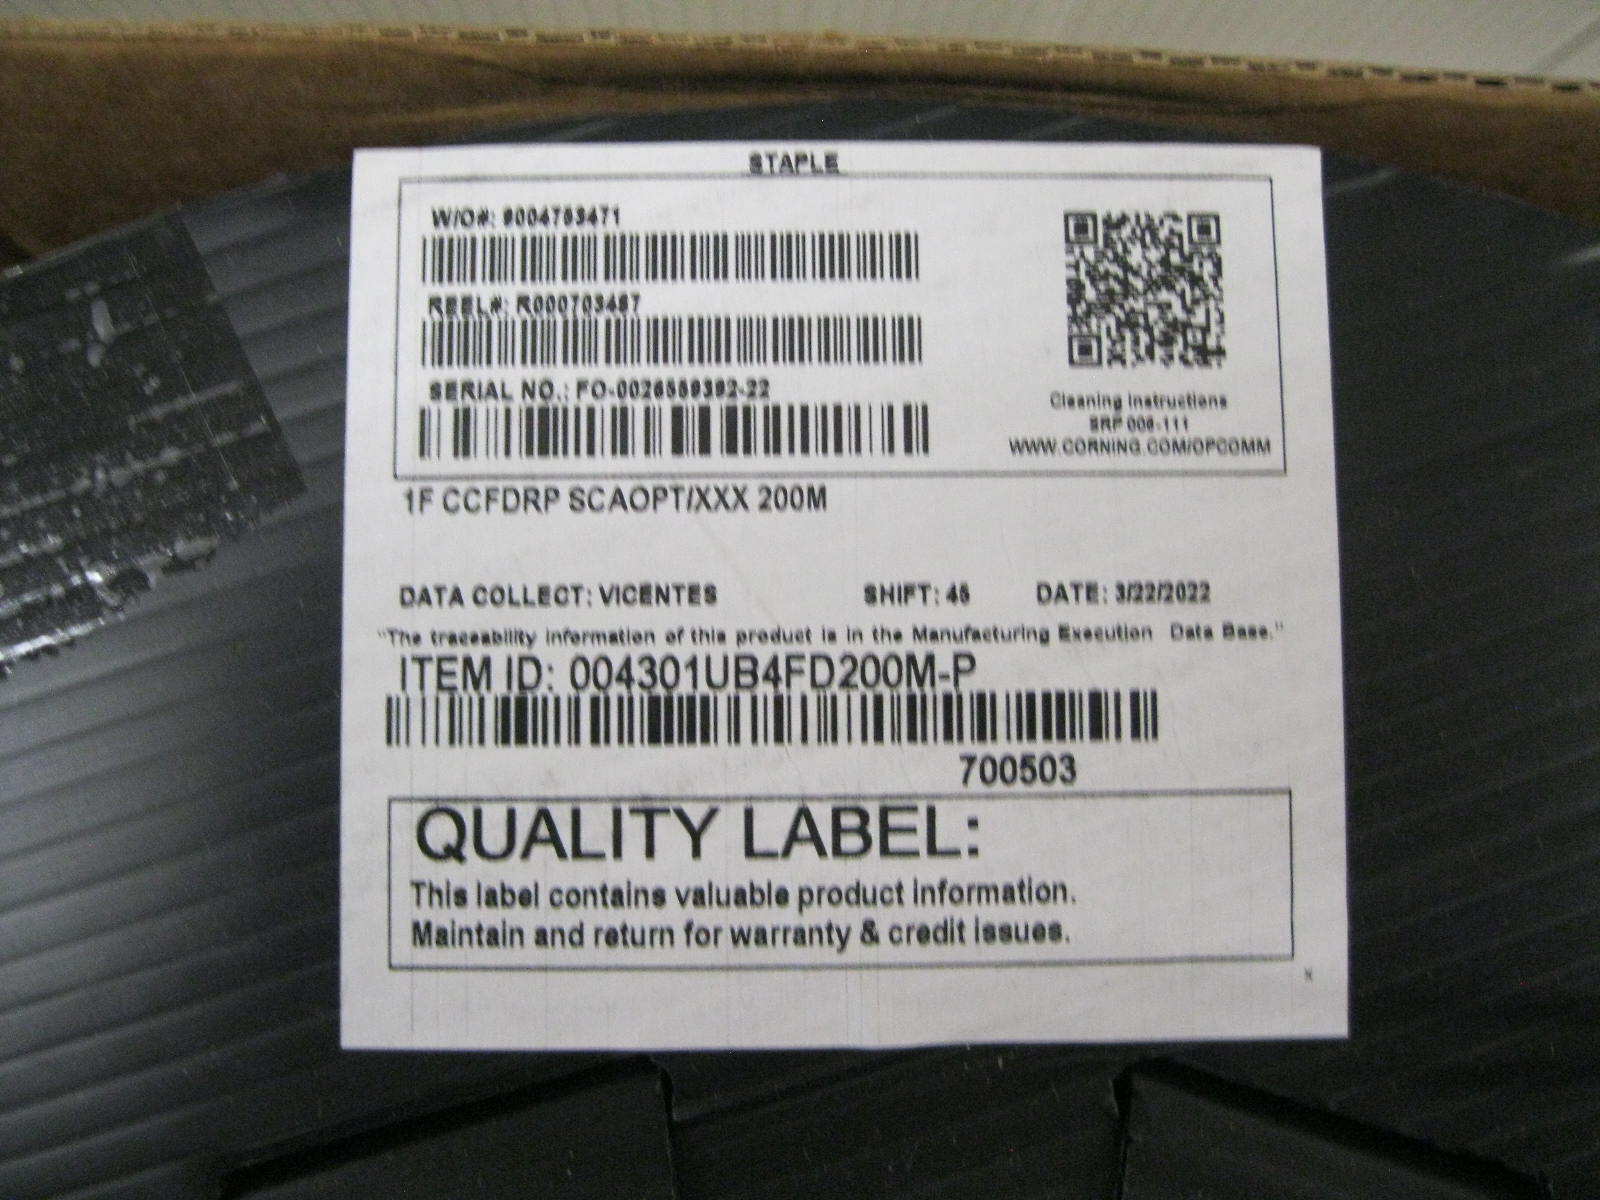 STAPLE
W/O#: 9004763471
REEL#: R000703487
SERIAL NO.: FO-0026559392-22
Cleaning Instructions
SRP 006-111
WWW.CORNING.COM/OPCOMM
1F CCFDRP SCAOPT/XXX 200M
DATA COLLECT: VICENTES SHIFT: 45 DATE: 3/22/2022
"The traceability information of this product is in the Manufacturing Execution Data Base."
ITEM ID: 004301UB4FD200M-P
700503
QUALITY LABEL:
This label contains valuable product information.
Maintain and return for warranty & credit issues.
x